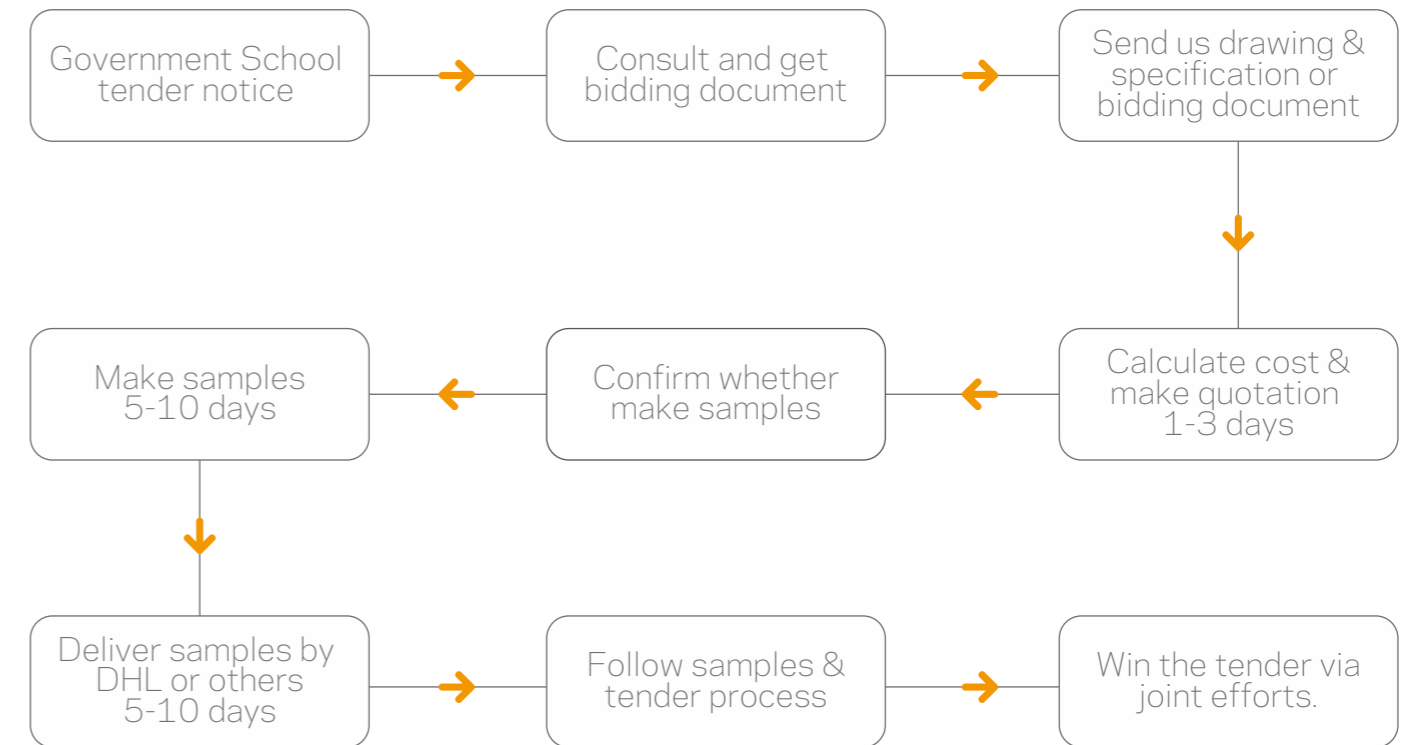 Government School
tender notice
Consult and get
bidding document
Send us drawing &
specification or
bidding document
Calculate cost &
make quotation
1-3 days
Confirm whether
make samples
Make samples
5-10 days
Deliver samples by
DHL or others
5-10 days
Follow samples &
tender process
Win the tender via
joint efforts.